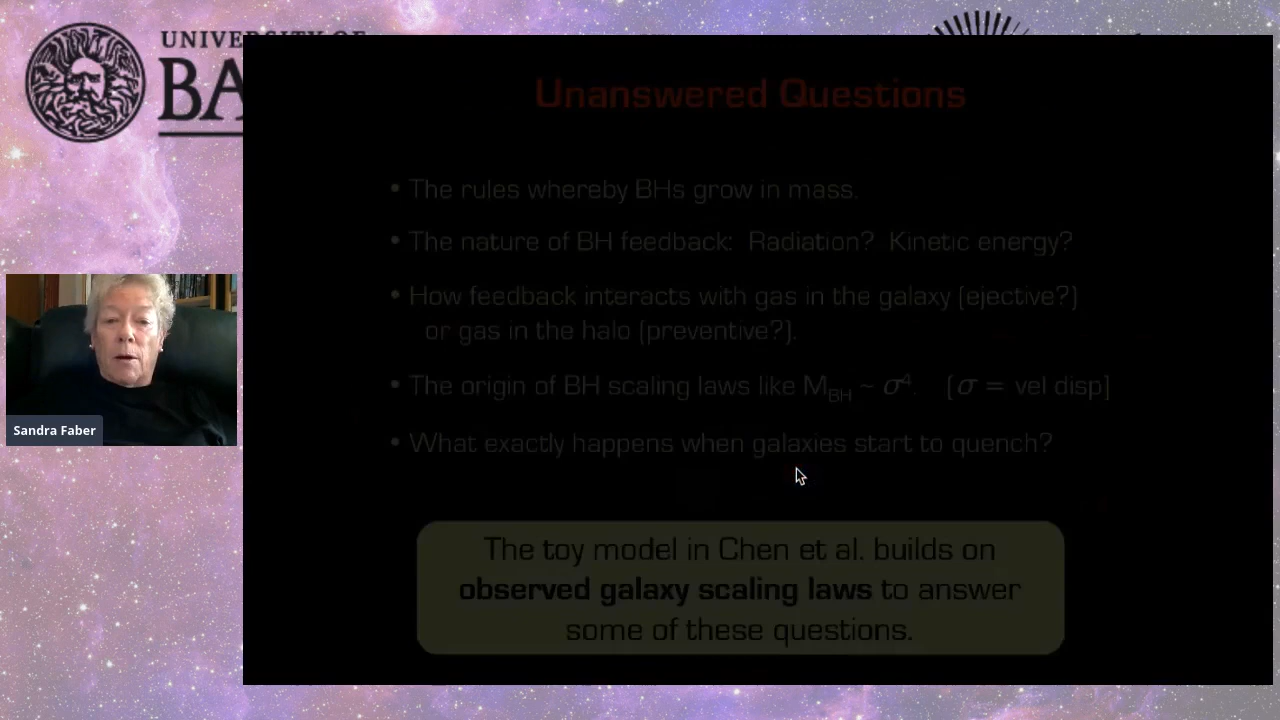 UNIVERSITY OF
BA
Unanswered Questions
• The rules whereby BHs grow in mass.
• The nature of BH feedback: Radiation? Kinetic energy?
• How feedback interacts with gas in the galaxy (ejective?)
or gas in the halo (preventive?).
• The origin of BH scaling laws like M_BH ~ σ⁴. (σ = vel disp)
• What exactly happens when galaxies start to quench?
Sandra Faber
The toy model in Chen et al. builds on
observed galaxy scaling laws to answer
some of these questions.